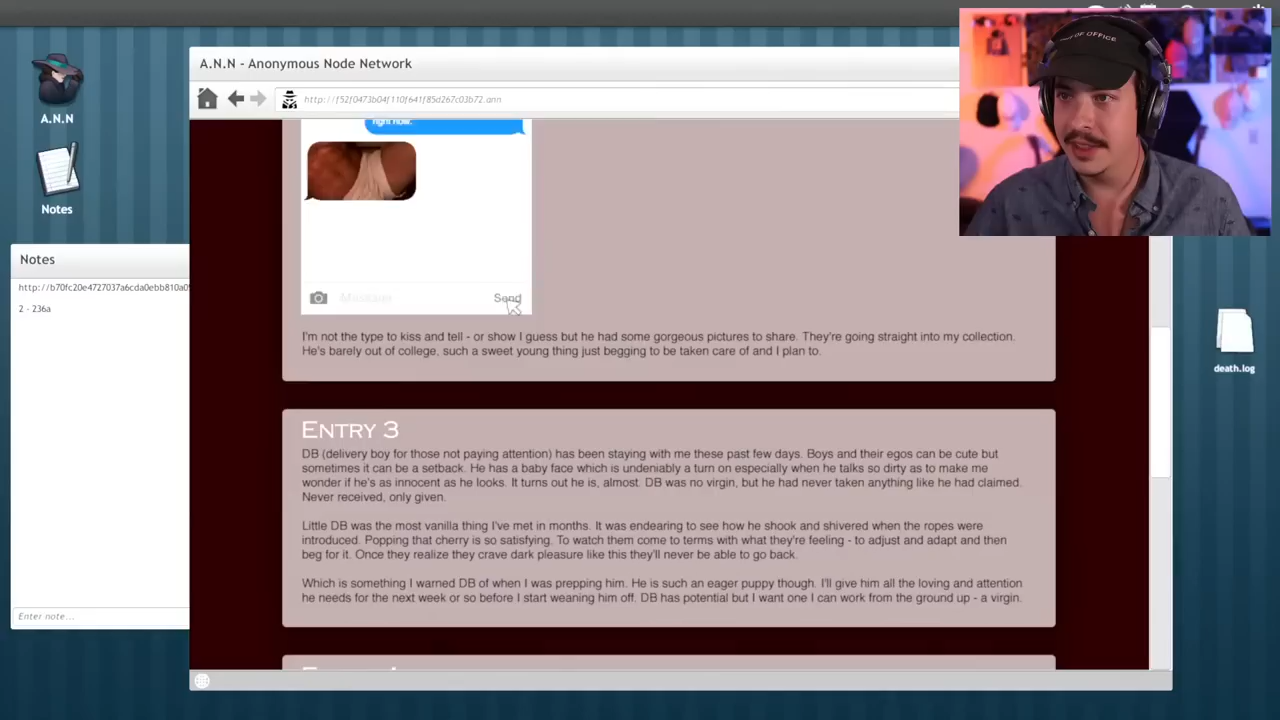 OF OFFICE
A.N.N - Anonymous Node Network
http://f52f0473b04f110f641f85d267c03b72.ann
A.N.N
Notes
right now.
Notes
http://b70fc20e4727037a6cda0ebb810a0
2 - 236a
Message
Send
I'm not the type to kiss and tell - or show I guess but he had some gorgeous pictures to share. They're going straight into my collection.
He's barely out of college, such a sweet young thing just begging to be taken care of and I plan to.
death.log
Entry 3
DB (delivery boy for those not paying attention) has been staying with me these past few days. Boys and their egos can be cute but
sometimes it can be a setback. He has a baby face which is undeniably a turn on especially when he talks so dirty as to make me
wonder if he's as innocent as he looks. It turns out he is, almost. DB was no virgin, but he had never taken anything like he had claimed.
Never received, only given.
Little DB was the most vanilla thing I've met in months. It was endearing to see how he shook and shivered when the ropes were
introduced. Popping that cherry is so satisfying. To watch them come to terms with what they're feeling - to adjust and adapt and then
beg for it. Once they realize they crave dark pleasure like this they'll never be able to go back.
Which is something I warned DB of when I was prepping him. He is such an eager puppy though. I'll give him all the loving and attention
he needs for the next week or so before I start weaning him off. DB has potential but I want one I can work from the ground up - a virgin.
Enter note...